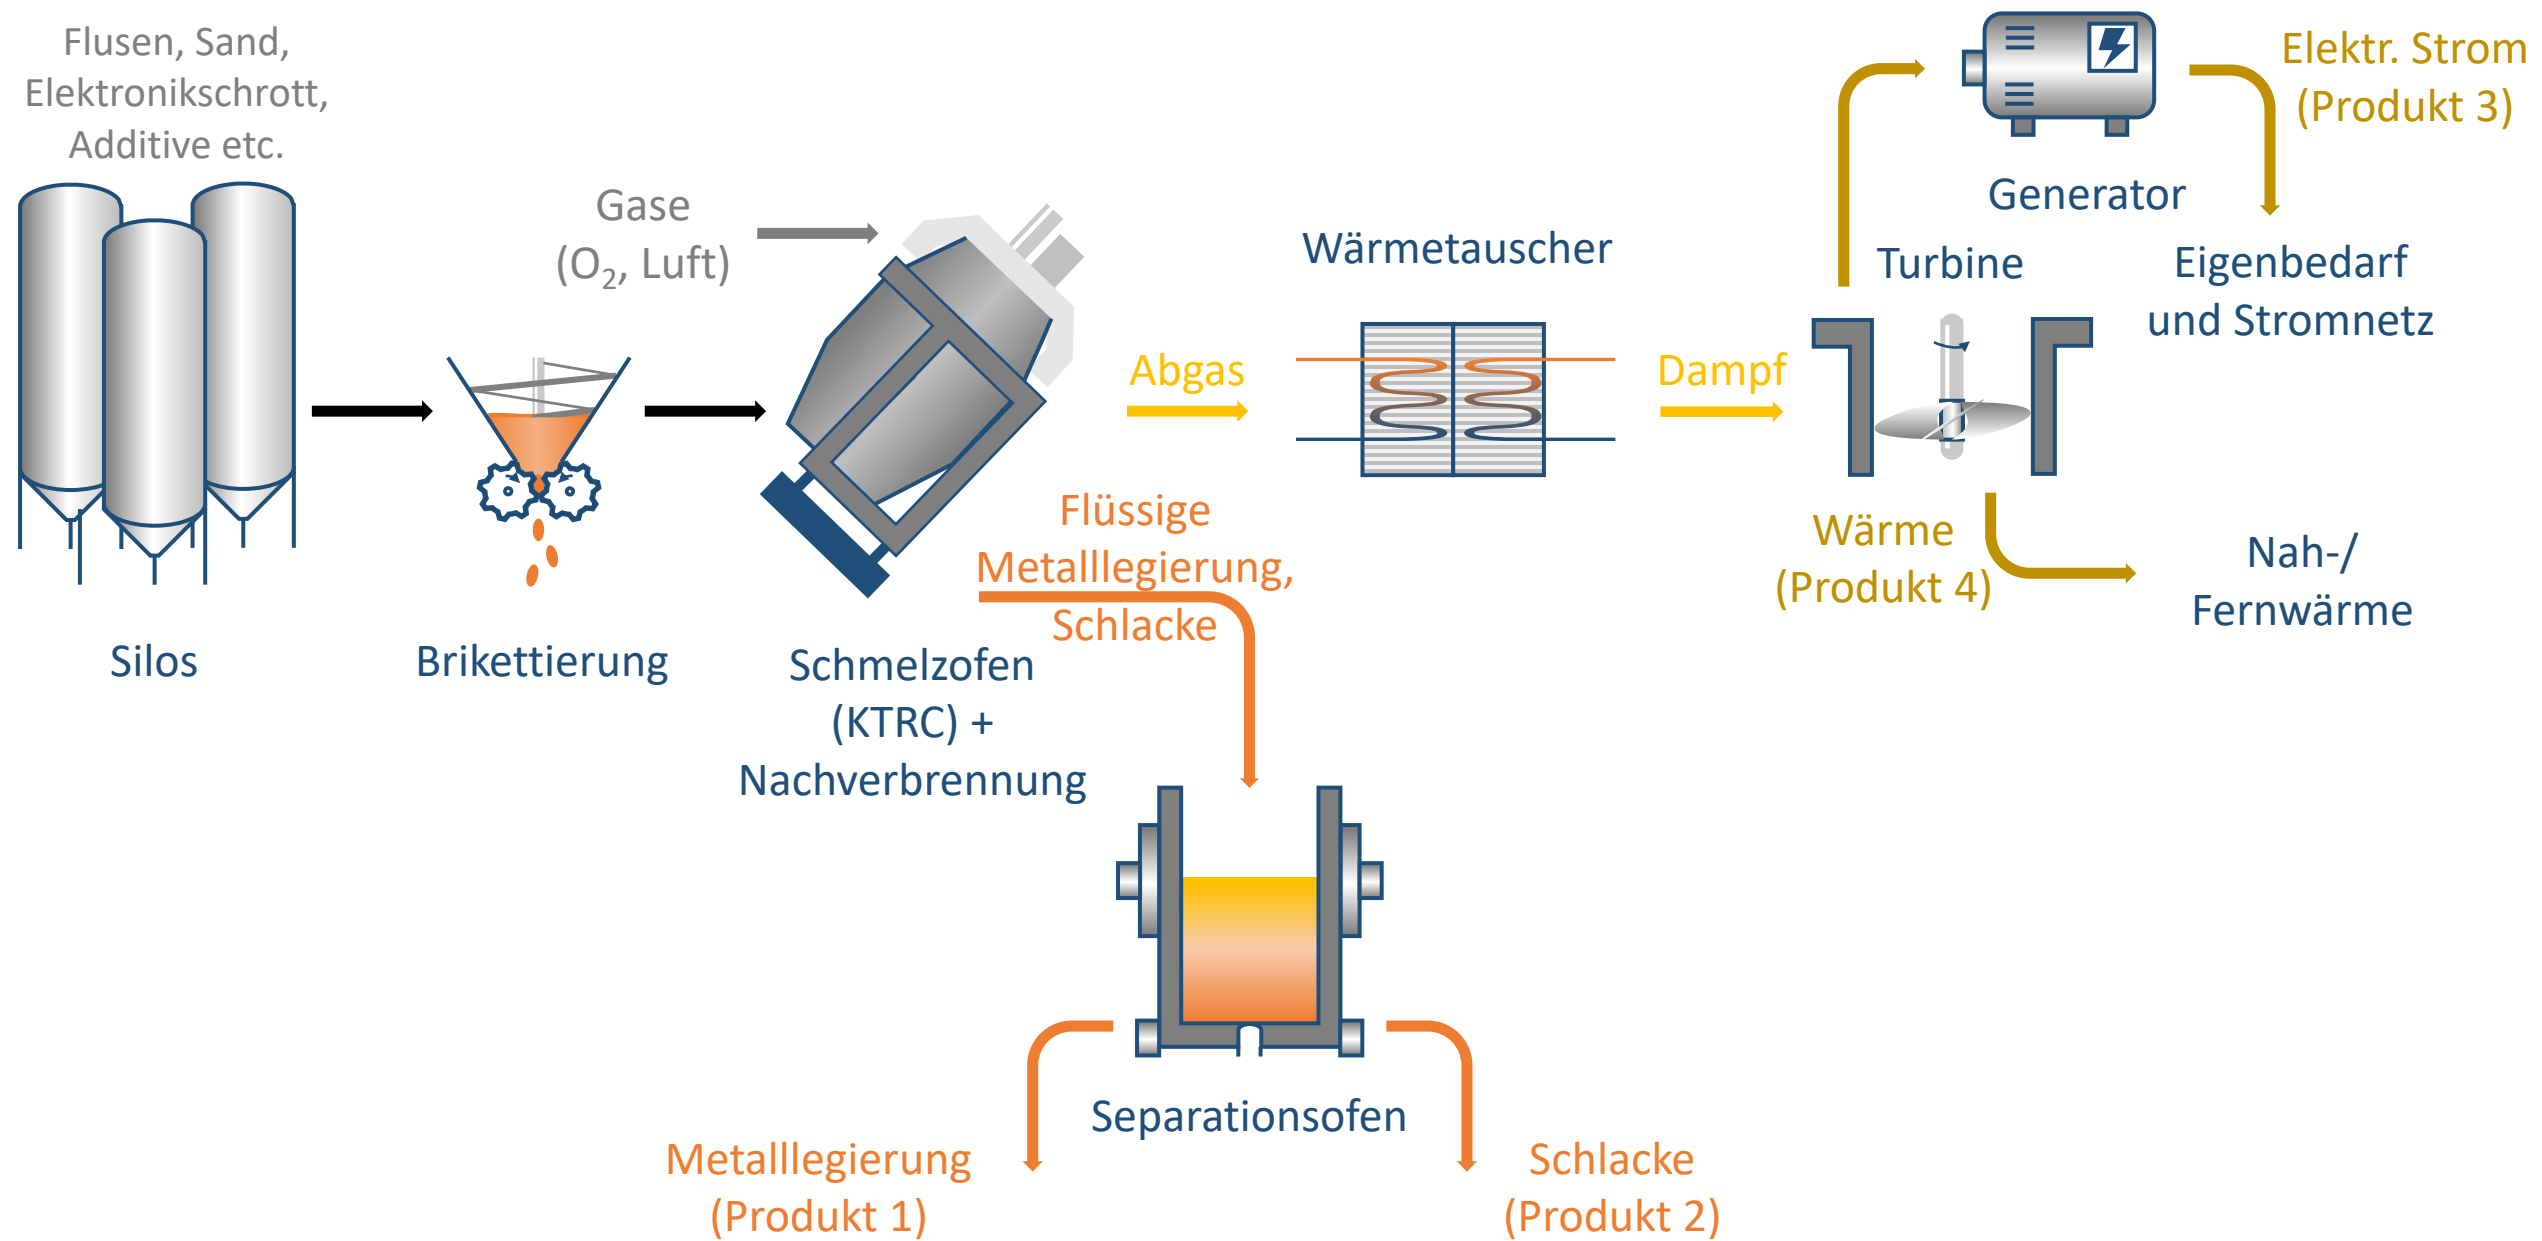 Flusen, Sand,
Elektronikschrott,
Additive etc.
Silos
Brikettierung
Gase
(O₂, Luft)
Schmelzofen
(KTRC) +
Nachverbrennung
Abgas
Flüssige
Metalllegierung,
Schlacke
Wärmetauscher
Dampf
Turbine
Generator
Elektr. Strom
(Produkt 3)
Eigenbedarf
und Stromnetz
Wärme
(Produkt 4)
Nah-/
Fernwärme
Separationsofen
Metalllegierung
(Produkt 1)
Schlacke
(Produkt 2)